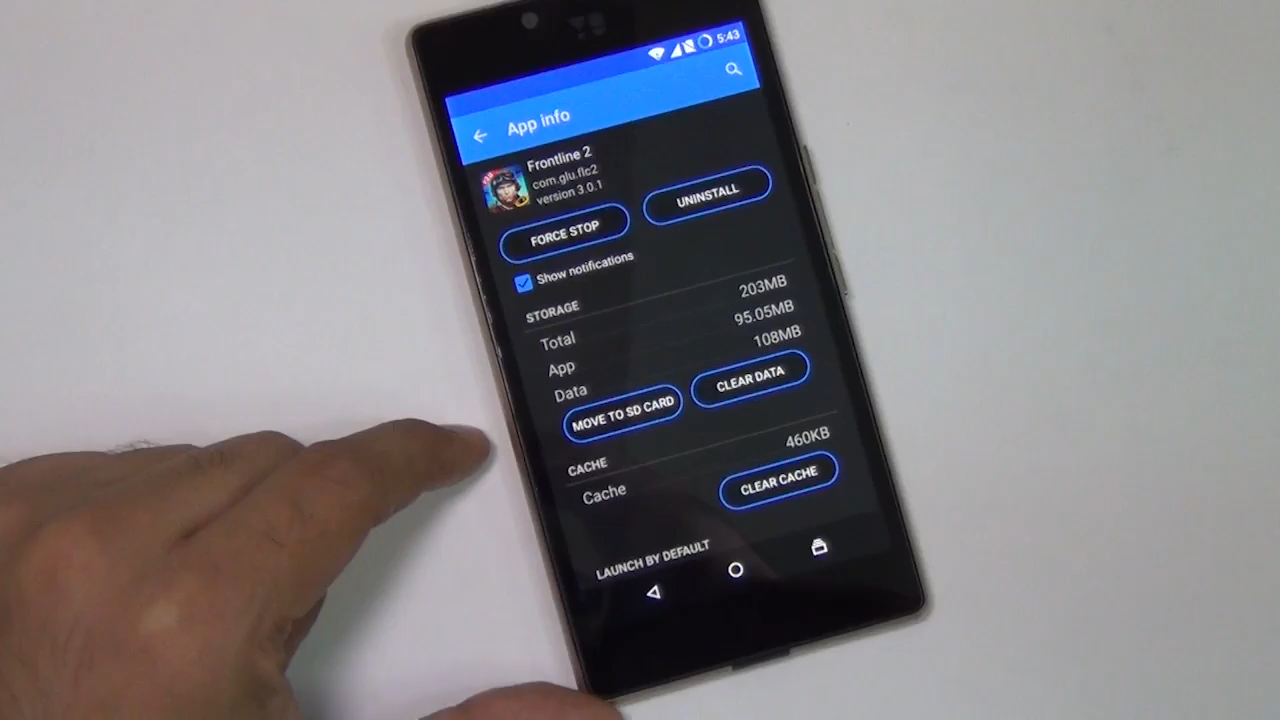 5:43
App info
Frontline 2
com.glu.flc2
version 3.0.1
FORCE STOP
UNINSTALL
Show notifications
STORAGE
Total 203MB
App 95.05MB
Data 108MB
MOVE TO SD CARD
CLEAR DATA
CACHE
Cache 460KB
CLEAR CACHE
LAUNCH BY DEFAULT